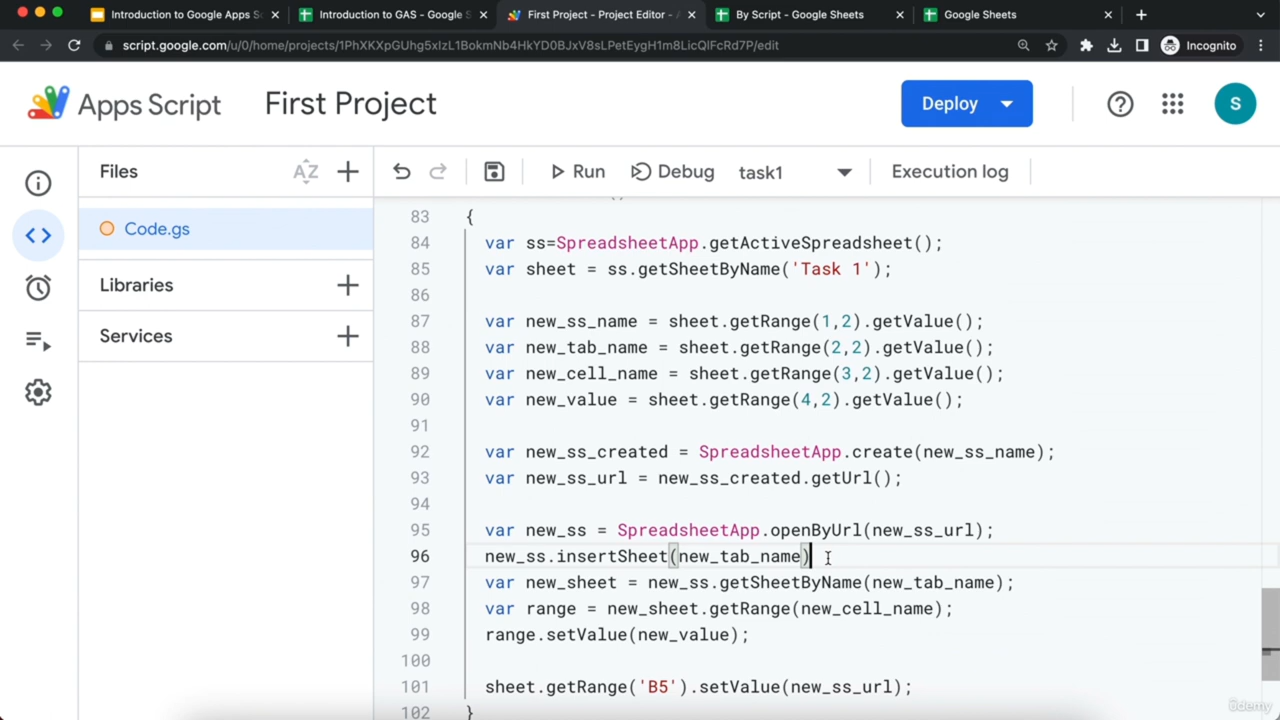 Introduction to Google Apps S
Introduction to GAS - Google S
First Project - Project Editor - A
By Script - Google Sheets
Google Sheets
script.google.com/u/0/home/projects/1PhXKXpGUhg5xIzL1BokmNb4HkYD0BJxV8sLPetEygH1m8LicQlFcRd7P/edit
Incognito
Apps Script
First Project
Deploy
S
Files
AZ
Run
Debug
task1
Execution log
Code.gs
Libraries
Services
83 {
84 var ss=SpreadsheetApp.getActiveSpreadsheet();
85 var sheet = ss.getSheetByName('Task 1');
86
87 var new_ss_name = sheet.getRange(1,2).getValue();
88 var new_tab_name = sheet.getRange(2,2).getValue();
89 var new_cell_name = sheet.getRange(3,2).getValue();
90 var new_value = sheet.getRange(4,2).getValue();
91
92 var new_ss_created = SpreadsheetApp.create(new_ss_name);
93 var new_ss_url = new_ss_created.getUrl();
94
95 var new_ss = SpreadsheetApp.openByUrl(new_ss_url);
96 new_ss.insertSheet(new_tab_name)
97 var new_sheet = new_ss.getSheetByName(new_tab_name);
98 var range = new_sheet.getRange(new_cell_name);
99 range.setValue(new_value);
100
101 sheet.getRange('B5').setValue(new_ss_url);
102 }
ûdemy